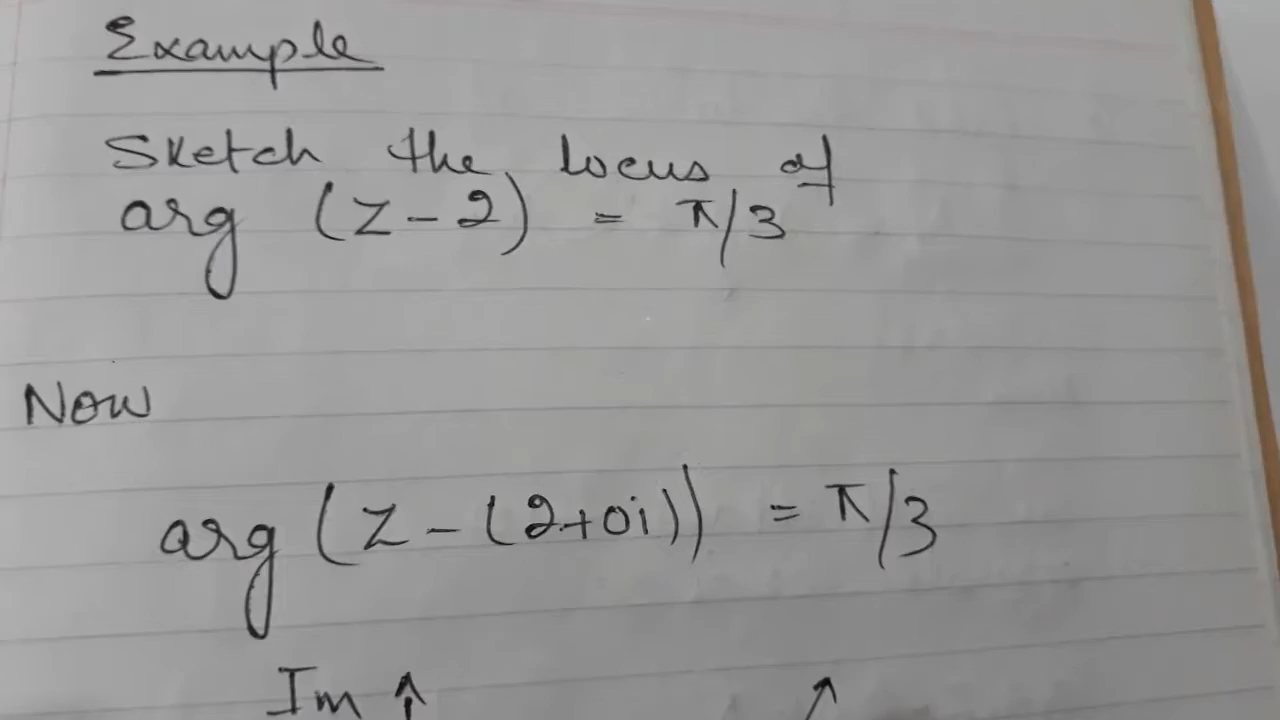 Example
Sketch the locus of
arg (z-2) = π/3
Now
arg (z-(2+0i)) = π/3
Im